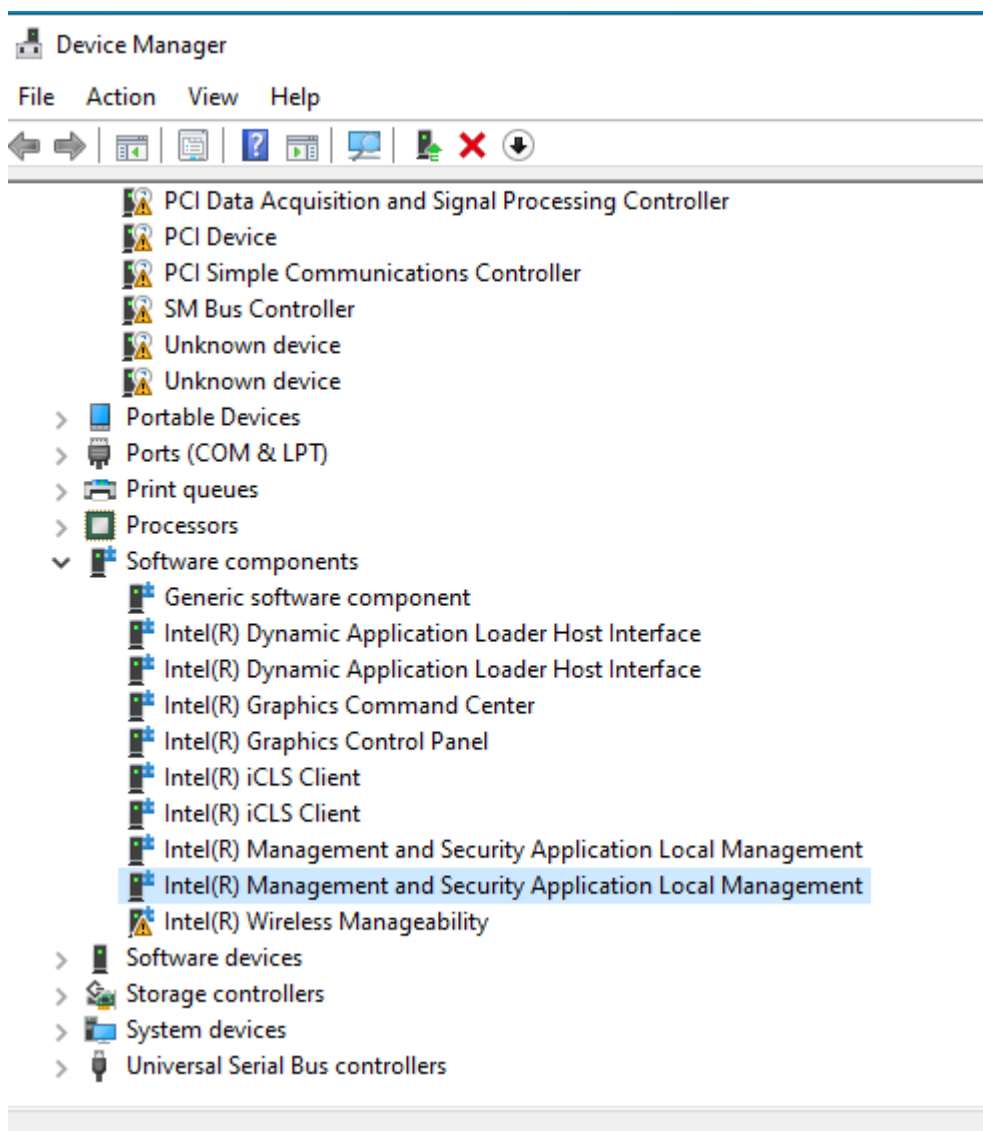 Device Manager
File Action View Help
PCI Data Acquisition and Signal Processing Controller
PCI Device
PCI Simple Communications Controller
SM Bus Controller
Unknown device
Unknown device
Portable Devices
Ports (COM & LPT)
Print queues
Processors
Software components
Generic software component
Intel(R) Dynamic Application Loader Host Interface
Intel(R) Dynamic Application Loader Host Interface
Intel(R) Graphics Command Center
Intel(R) Graphics Control Panel
Intel(R) iCLS Client
Intel(R) iCLS Client
Intel(R) Management and Security Application Local Management
Intel(R) Management and Security Application Local Management
Intel(R) Wireless Manageability
Software devices
Storage controllers
System devices
Universal Serial Bus controllers